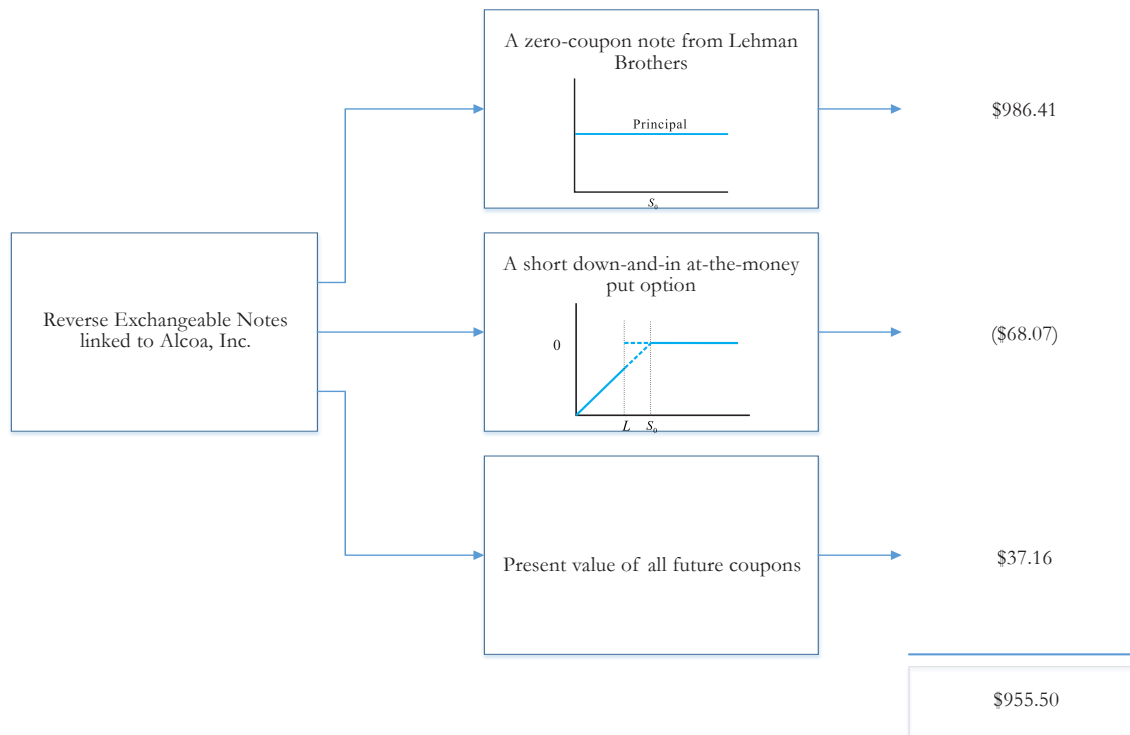 A zero-coupon note from Lehman
Brothers
Principal
S₀
$986.41
Reverse Exchangeable Notes
linked to Alcoa, Inc.
A short down-and-in at-the-money
put option
0
L S₀
($68.07)
Present value of all future coupons
$37.16
$955.50